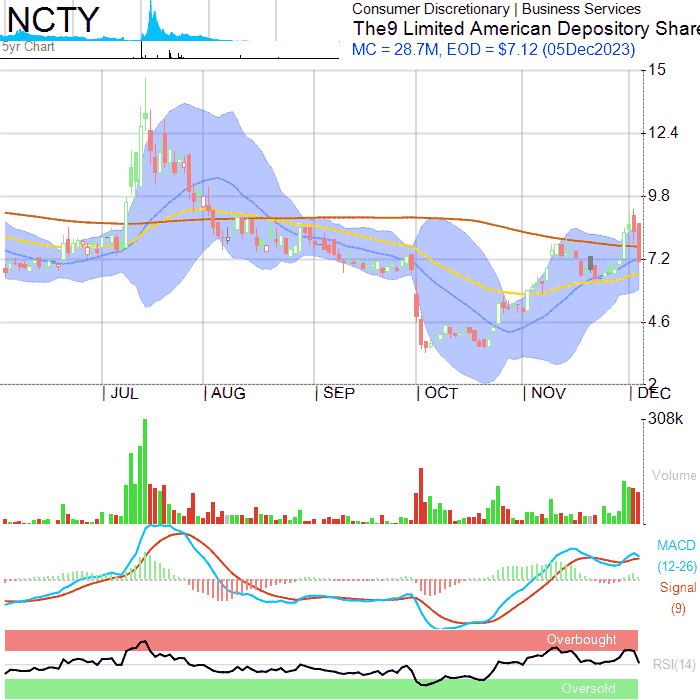 NCTY
5yr Chart
Consumer Discretionary | Business Services
The9 Limited American Depository Share
MC = 28.7M, EOD = $7.12 (05Dec2023)
15
12.4
9.8
7.2
4.6
2
JUL
AUG
SEP
OCT
NOV
DEC
308k
Volume
MACD
(12-26)
Signal
(9)
Overbought
RSI(14)
Oversold